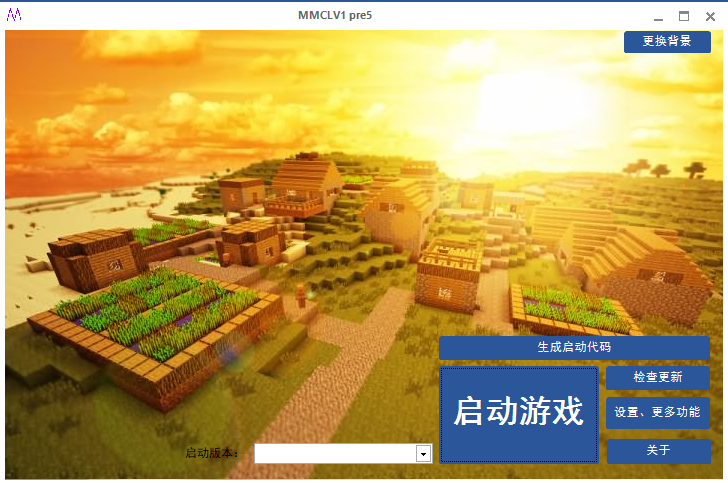 MMCLV1 pre5
更换背景
生成启动代码
启动游戏
检查更新
设置、更多功能
启动版本：
关于